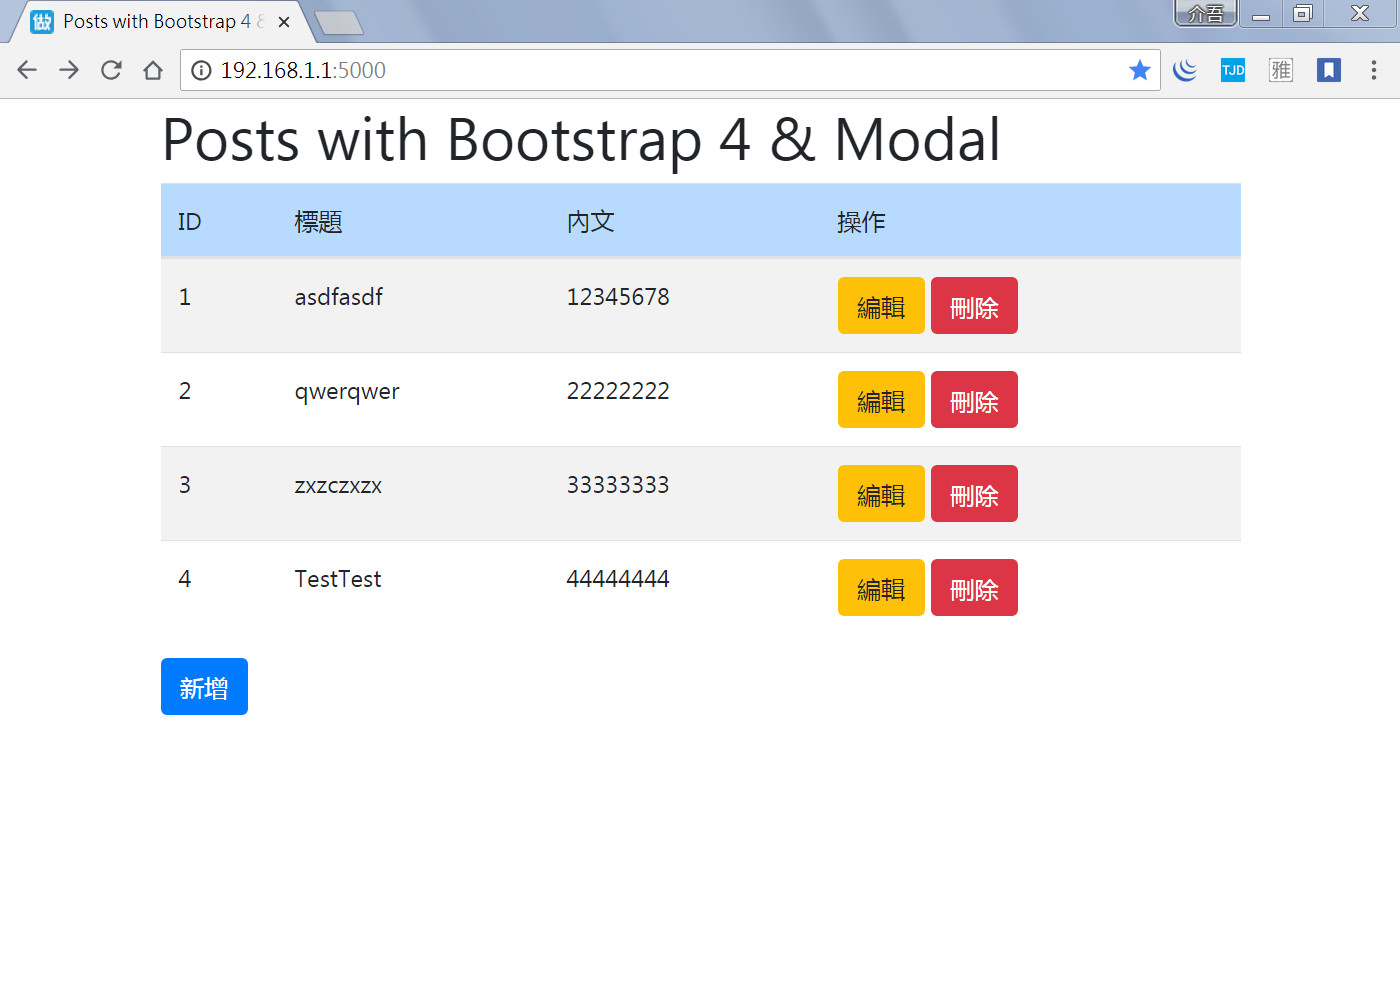 做 Posts with Bootstrap 4 &
介吾
192.168.1.1:5000
TJD
雅
Posts with Bootstrap 4 & Modal
ID 標題 內文 操作
1 asdfasdf 12345678 編輯 刪除
2 qwerqwer 22222222 編輯 刪除
3 zxzczxzx 33333333 編輯 刪除
4 TestTest 44444444 編輯 刪除
新增